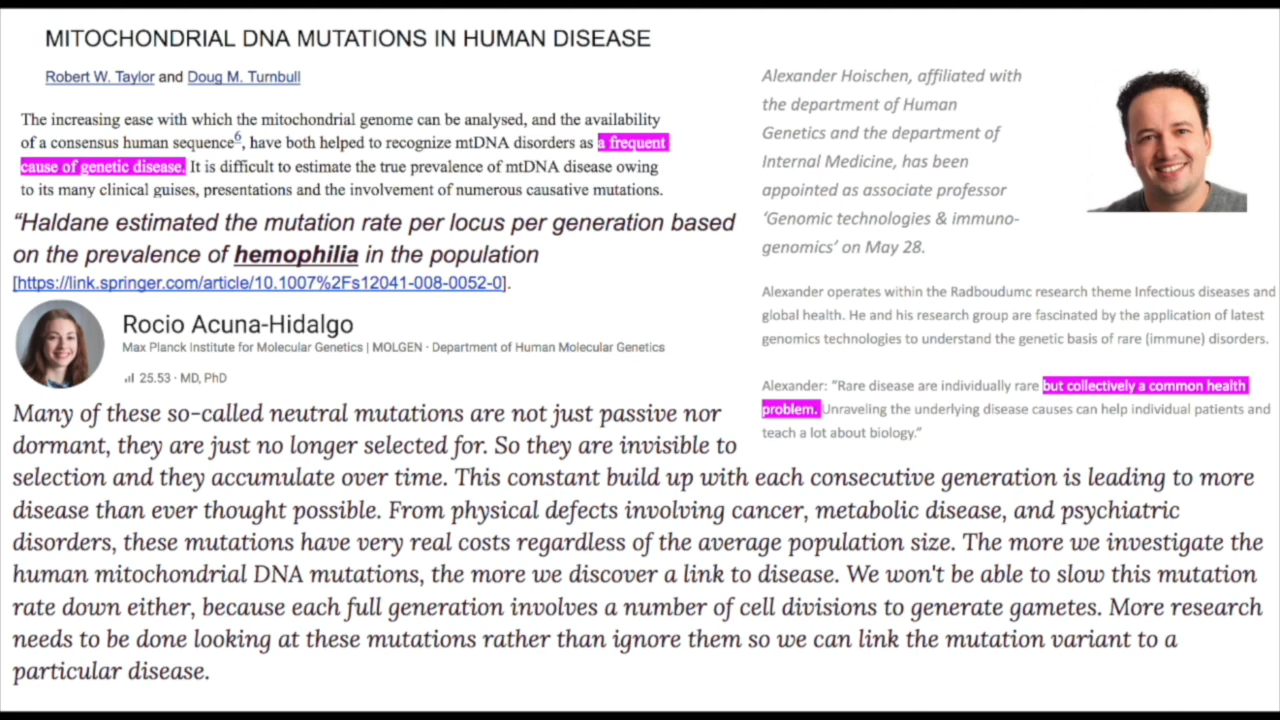 MITOCHONDRIAL DNA MUTATIONS IN HUMAN DISEASE
Robert W. Taylor and Doug M. Turnbull
The increasing ease with which the mitochondrial genome can be analysed, and the availability
of a consensus human sequence6, have both helped to recognize mtDNA disorders as a frequent
cause of genetic disease. It is difficult to estimate the true prevalence of mtDNA disease owing
to its many clinical guises, presentations and the involvement of numerous causative mutations.
“Haldane estimated the mutation rate per locus per generation based
on the prevalence of hemophilia in the population
[https://link.springer.com/article/10.1007%2Fs12041-008-0052-0].
Rocio Acuna-Hidalgo
Max Planck Institute for Molecular Genetics | MOLGEN · Department of Human Molecular Genetics
25.53 · MD, PhD
Alexander Hoischen, affiliated with
the department of Human
Genetics and the department of
Internal Medicine, has been
appointed as associate professor
‘Genomic technologies & immuno-
genomics’ on May 28.
Alexander operates within the Radboudumc research theme Infectious diseases and
global health. He and his research group are fascinated by the application of latest
genomics technologies to understand the genetic basis of rare (immune) disorders.
Alexander: “Rare disease are individually rare but collectively a common health
problem. Unraveling the underlying disease causes can help individual patients and
teach a lot about biology.”
Many of these so-called neutral mutations are not just passive nor
dormant, they are just no longer selected for. So they are invisible to
selection and they accumulate over time. This constant build up with each consecutive generation is leading to more
disease than ever thought possible. From physical defects involving cancer, metabolic disease, and psychiatric
disorders, these mutations have very real costs regardless of the average population size. The more we investigate the
human mitochondrial DNA mutations, the more we discover a link to disease. We won't be able to slow this mutation
rate down either, because each full generation involves a number of cell divisions to generate gametes. More research
needs to be done looking at these mutations rather than ignore them so we can link the mutation variant to a
particular disease.